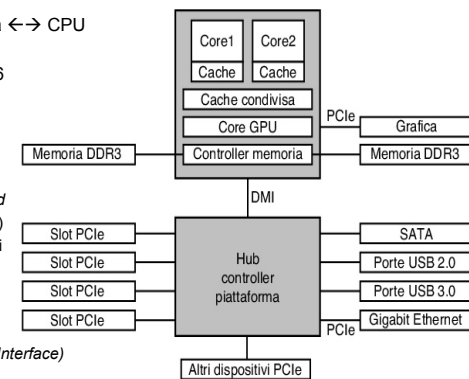 a ←→ CPU
6
d
)
i
Interface)
Core1
Core2
Cache
Cache
Cache condivisa
Core GPU
PCIe
Grafica
Memoria DDR3
Controller memoria
Memoria DDR3
DMI
Slot PCIe
Slot PCIe
Slot PCIe
Slot PCIe
Hub
controller
piattaforma
SATA
Porte USB 2.0
Porte USB 3.0
Gigabit Ethernet
PCIe
Altri dispositivi PCIe